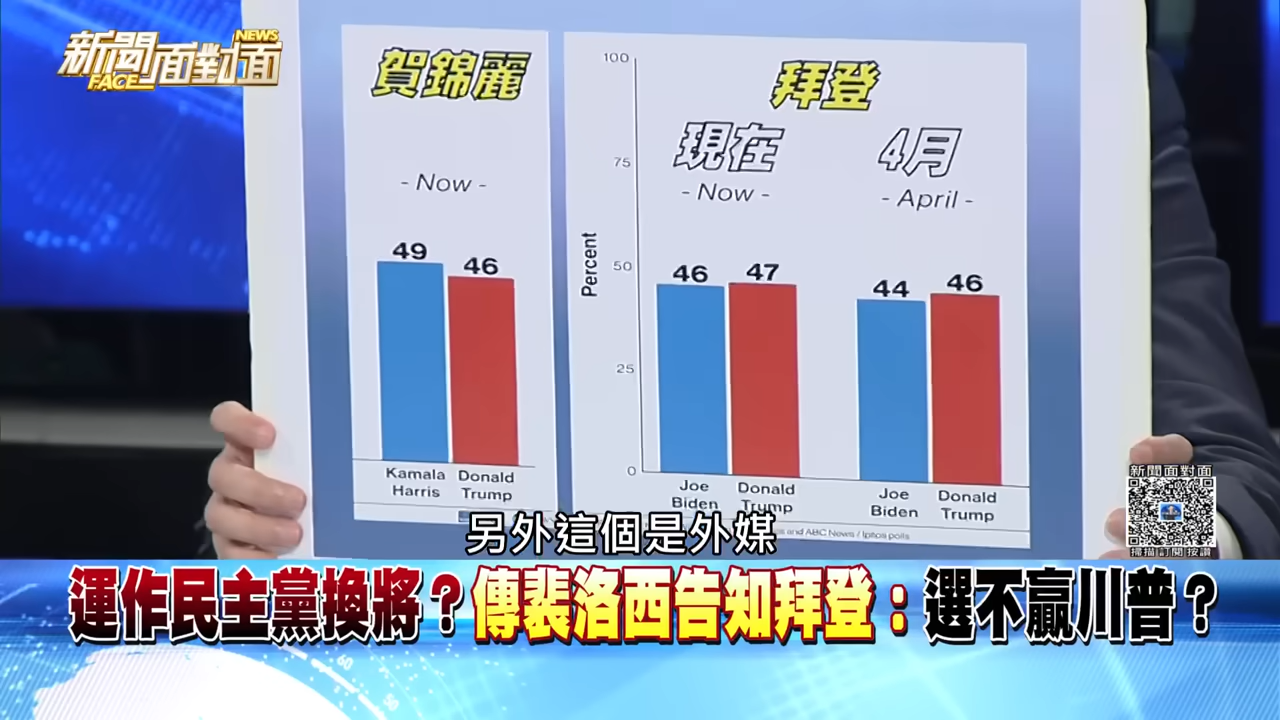 新聞面對面
NEWS
FACE
賀錦麗
- Now -
49
46
Kamala
Harris
Donald
Trump
拜登
現在
4月
- Now -
- April -
100
75
50
25
0
Percent
46
47
44
46
Joe
Biden
Donald
Trump
Joe
Biden
Donald
Trump
and ABC News / Ipsos polls
另外這個是外媒
新聞面對面
掃描訂閱按讚
運作民主黨換將？傳裴洛西告知拜登：選不贏川普？
60